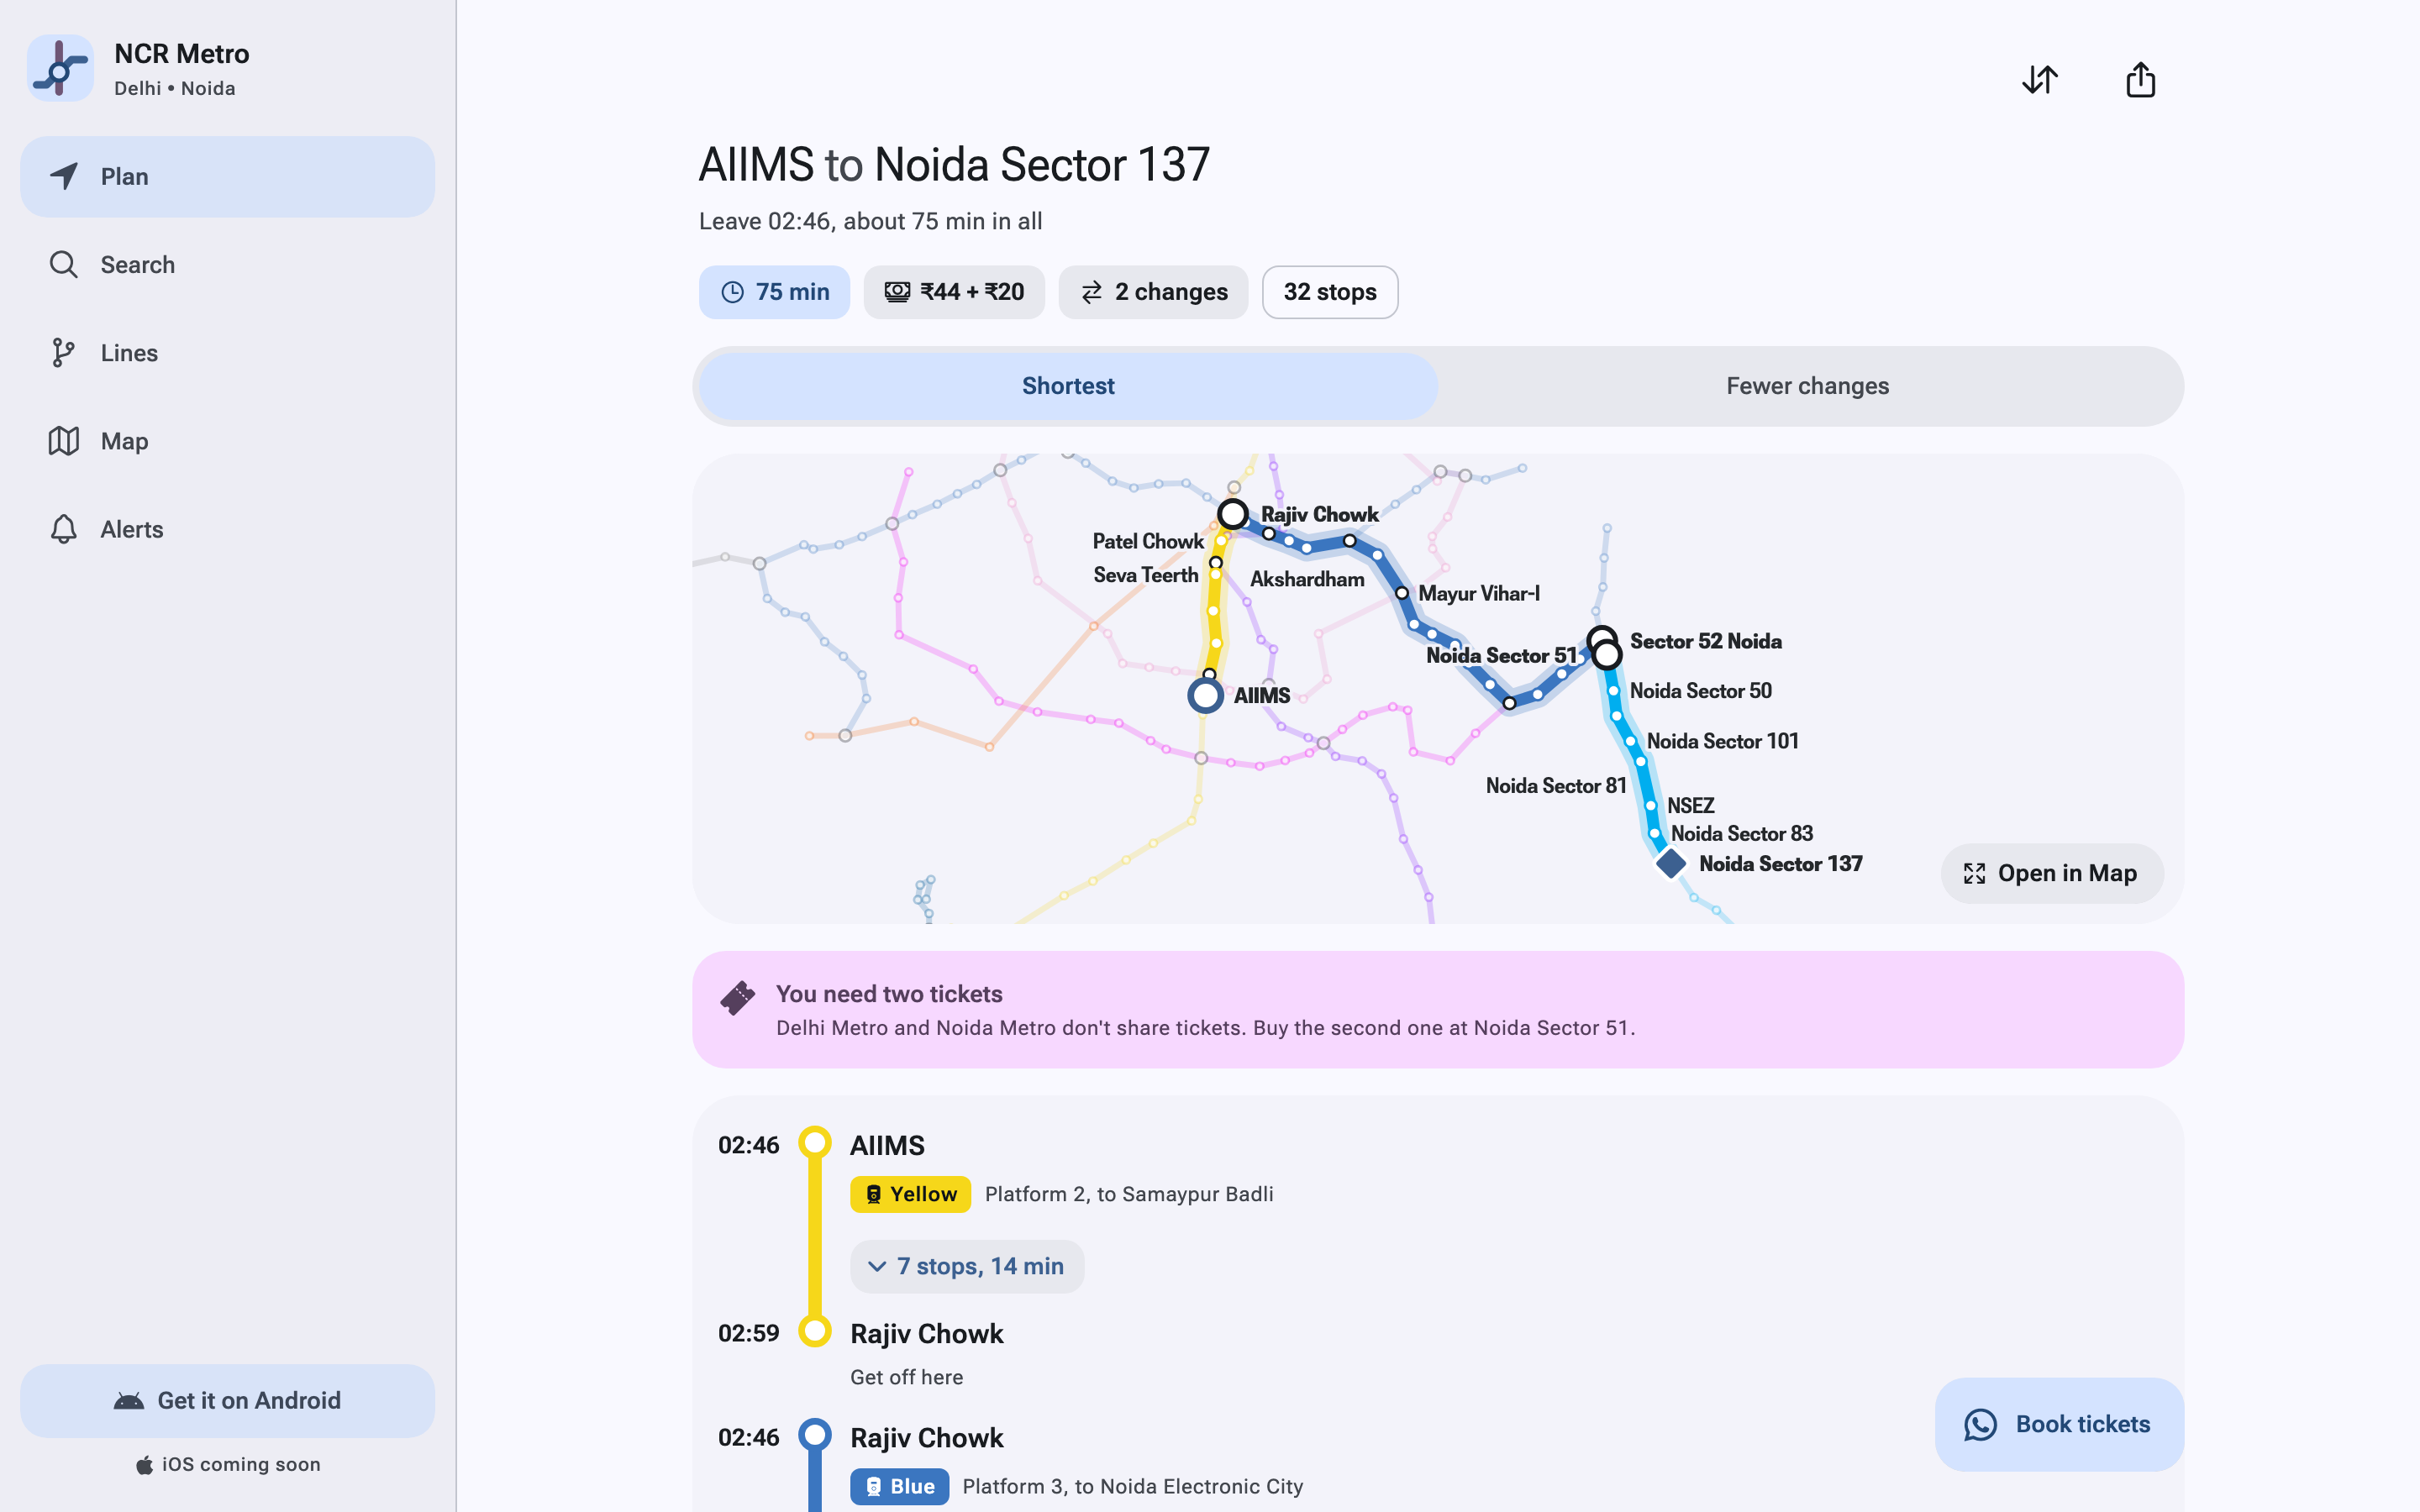 NCR Metro
Delhi • Noida
Plan
Search
Lines
Map
Alerts
Get it on Android
iOS coming soon
AIIMS to Noida Sector 137
Leave 02:46, about 75 min in all
75 min
₹44 + ₹20
2 changes
32 stops
Shortest
Fewer changes
Rajiv Chowk
Patel Chowk
Seva Teerth
Akshardham
Mayur Vihar-I
Sector 52 Noida
Noida Sector 51
Noida Sector 50
AIIMS
Noida Sector 101
Noida Sector 81
NSEZ
Noida Sector 83
Noida Sector 137
Open in Map
You need two tickets
Delhi Metro and Noida Metro don't share tickets. Buy the second one at Noida Sector 51.
02:46 AIIMS
Yellow Platform 2, to Samaypur Badli
7 stops, 14 min
02:59 Rajiv Chowk
Get off here
02:46 Rajiv Chowk
Blue Platform 3, to Noida Electronic City
Book tickets